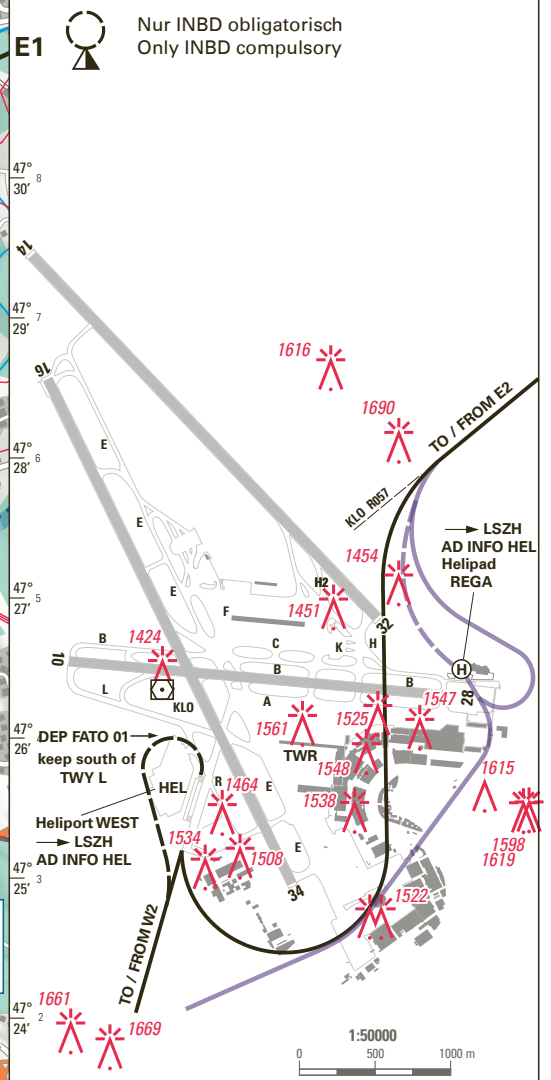 E1
Nur INBD obligatorisch
Only INBD compulsory
47°
30' 8
14
47°
29' 7
16
1616
1690
TO / FROM E2
47°
28' 6
E
KLO R057
E
→ LSZH
AD INFO HEL
Helipad
REGA
1454
H2
1451
E
F
47°
27' 5
32
1424
B
C
K
H
10
B
B
H
L
KLO
A
28
1547
1525
1561
TWR
47°
26'
DEP FATO 01
keep south of
TWY L
1548
1615
HEL
R
1464
E
1538
Heliport WEST
→ LSZH
AD INFO HEL
1534
1508
E
1598
1619
47°
25' 3
34
1522
TO / FROM W2
1661
47°
24' 2
1669
1:50000
0 500 1000 m